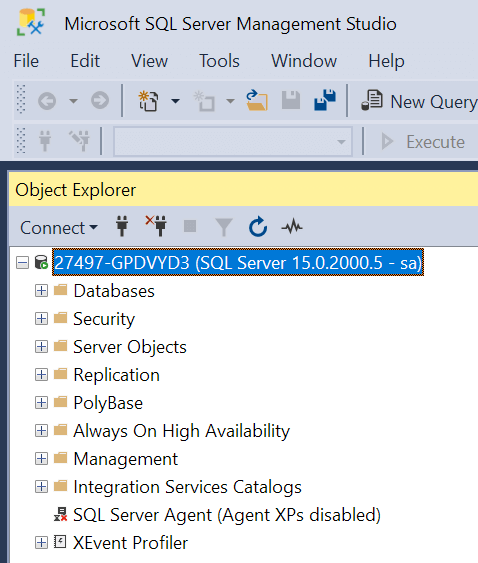 Microsoft SQL Server Management Studio
File Edit View Tools Window Help
New Query
Execute
Object Explorer
Connect
27497-GPDVYD3 (SQL Server 15.0.2000.5 - sa)
Databases
Security
Server Objects
Replication
PolyBase
Always On High Availability
Management
Integration Services Catalogs
SQL Server Agent (Agent XPs disabled)
XEvent Profiler